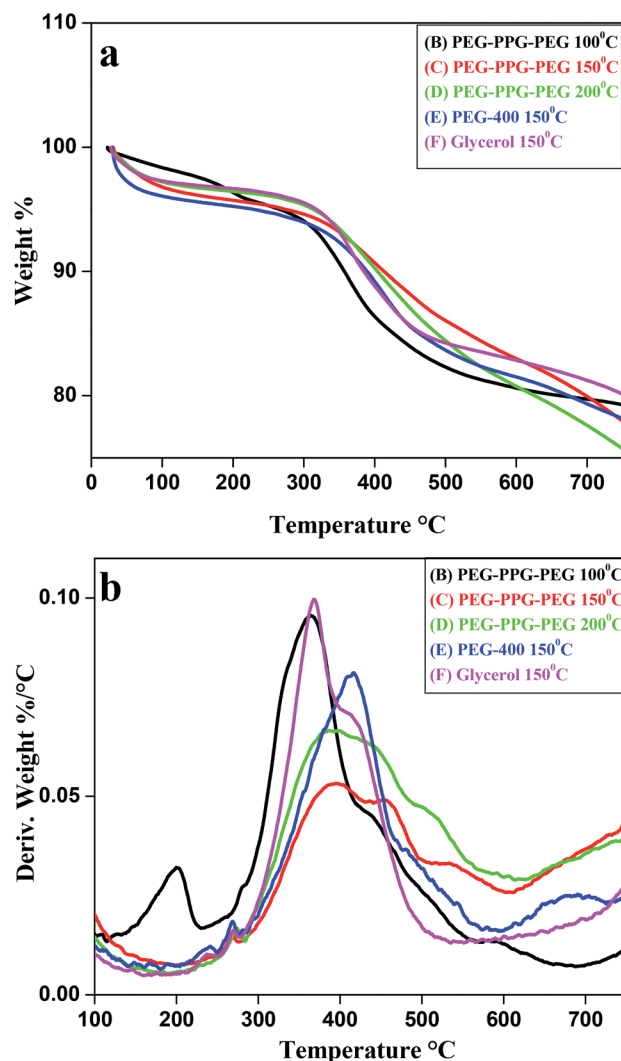 110
a
(B) PEG-PPG-PEG 100⁰C
(C) PEG-PPG-PEG 150⁰C
(D) PEG-PPG-PEG 200⁰C
(E) PEG-400 150⁰C
(F) Glycerol 150⁰C
100
90
80
Weight %
0 100 200 300 400 500 600 700
Temperature °C
b
(B) PEG-PPG-PEG 100⁰C
(C) PEG-PPG-PEG 150⁰C
(D) PEG-PPG-PEG 200⁰C
(E) PEG-400 150⁰C
(F) Glycerol 150⁰C
0.10
0.05
0.00
Deriv. Weight %/°C
100 200 300 400 500 600 700
Temperature °C